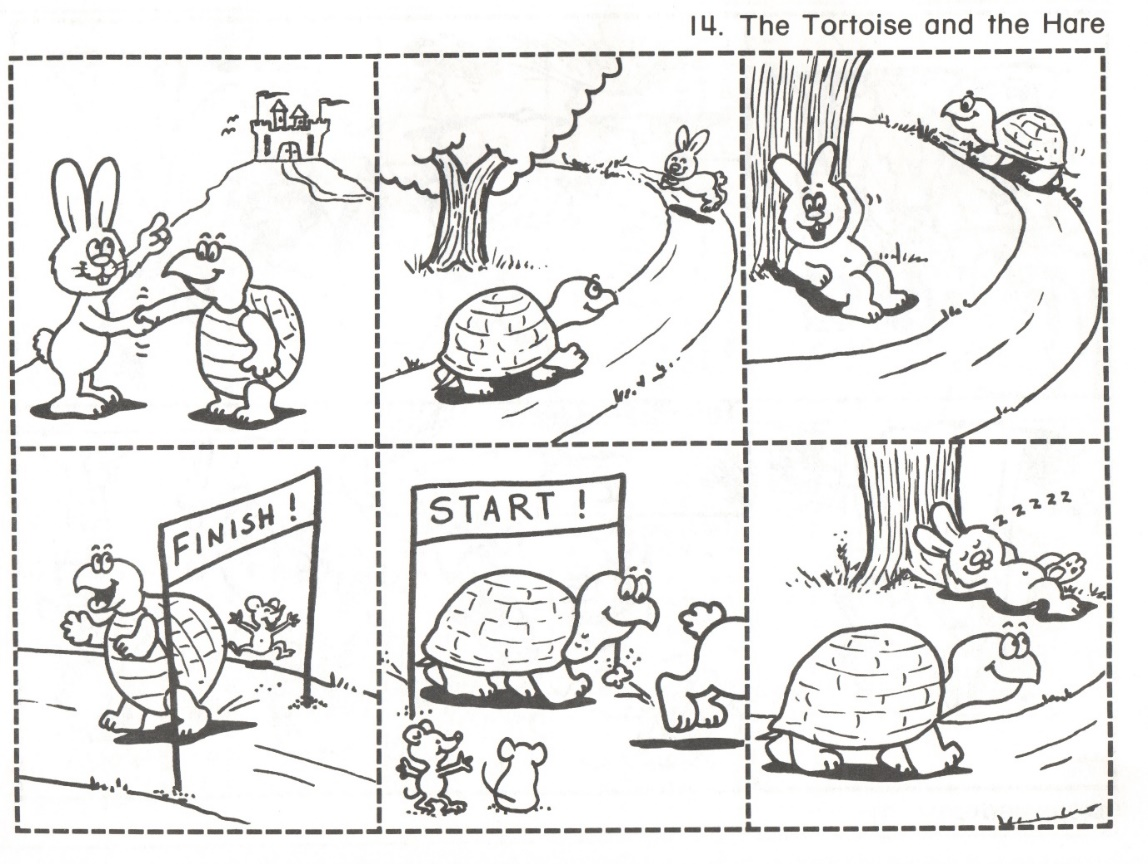 14. The Tortoise and the Hare
FINISH!
START!
zzzzz